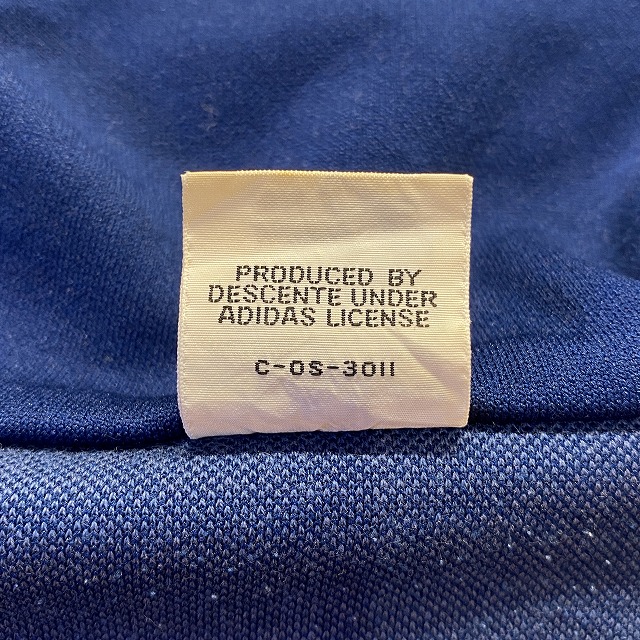 PRODUCED BY
DESCENTE UNDER
ADIDAS LICENSE
C-OS-3011